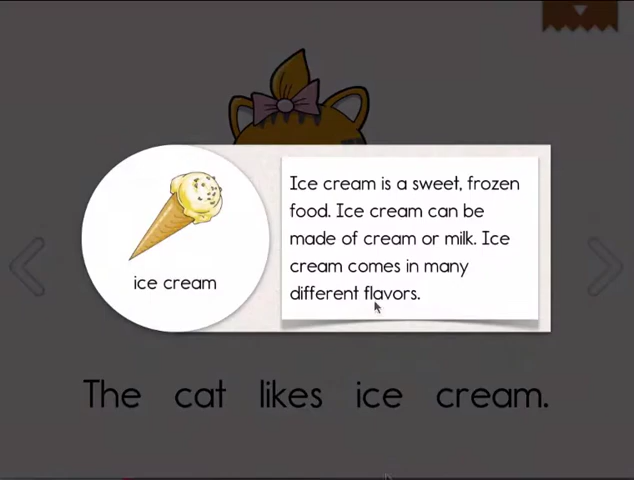 Ice cream is a sweet, frozen
food. Ice cream can be
made of cream or milk. Ice
cream comes in many
different flavors.
ice cream
The cat likes ice cream.